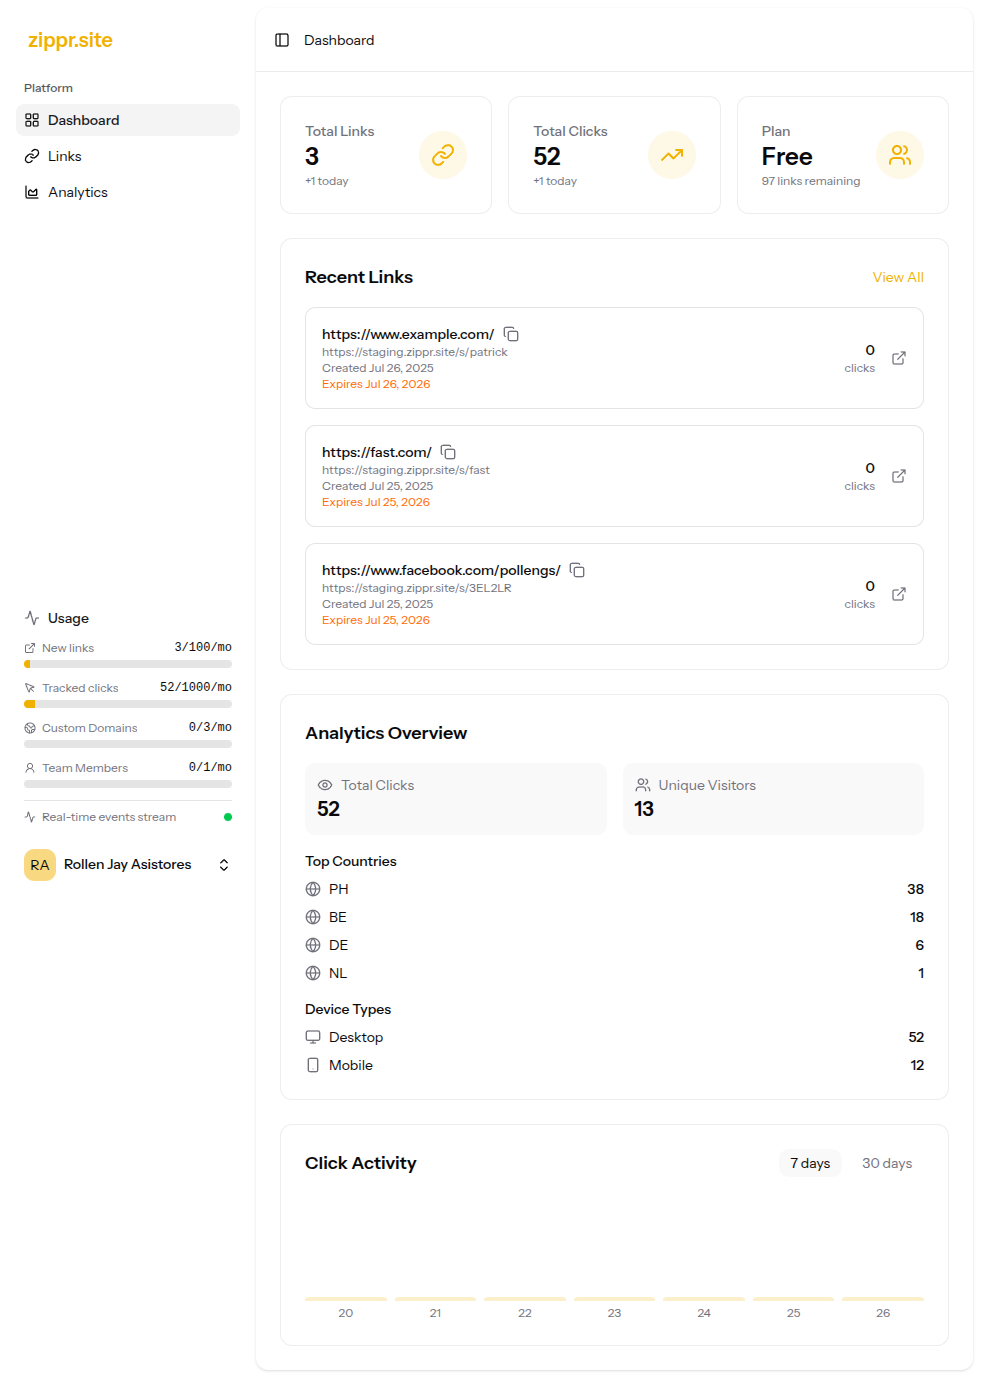 zippr.site
Platform
Dashboard
Links
Analytics
Usage
New links 3/100/mo
Tracked clicks 52/1000/mo
Custom Domains 0/3/mo
Team Members 0/1/mo
Real-time events stream
RA Rollen Jay Asistores
Dashboard
Total Links
3
+1 today
Total Clicks
52
+1 today
Plan
Free
97 links remaining
Recent Links View All
https://www.example.com/
https://staging.zippr.site/s/patrick
Created Jul 26, 2025
Expires Jul 26, 2026
0
clicks
https://fast.com/
https://staging.zippr.site/s/fast
Created Jul 25, 2025
Expires Jul 25, 2026
0
clicks
https://www.facebook.com/pollengs/
https://staging.zippr.site/s/3EL2LR
Created Jul 25, 2025
Expires Jul 25, 2026
0
clicks
Analytics Overview
Total Clicks
52
Unique Visitors
13
Top Countries
PH 38
BE 18
DE 6
NL 1
Device Types
Desktop 52
Mobile 12
Click Activity 7 days 30 days
20 21 22 23 24 25 26